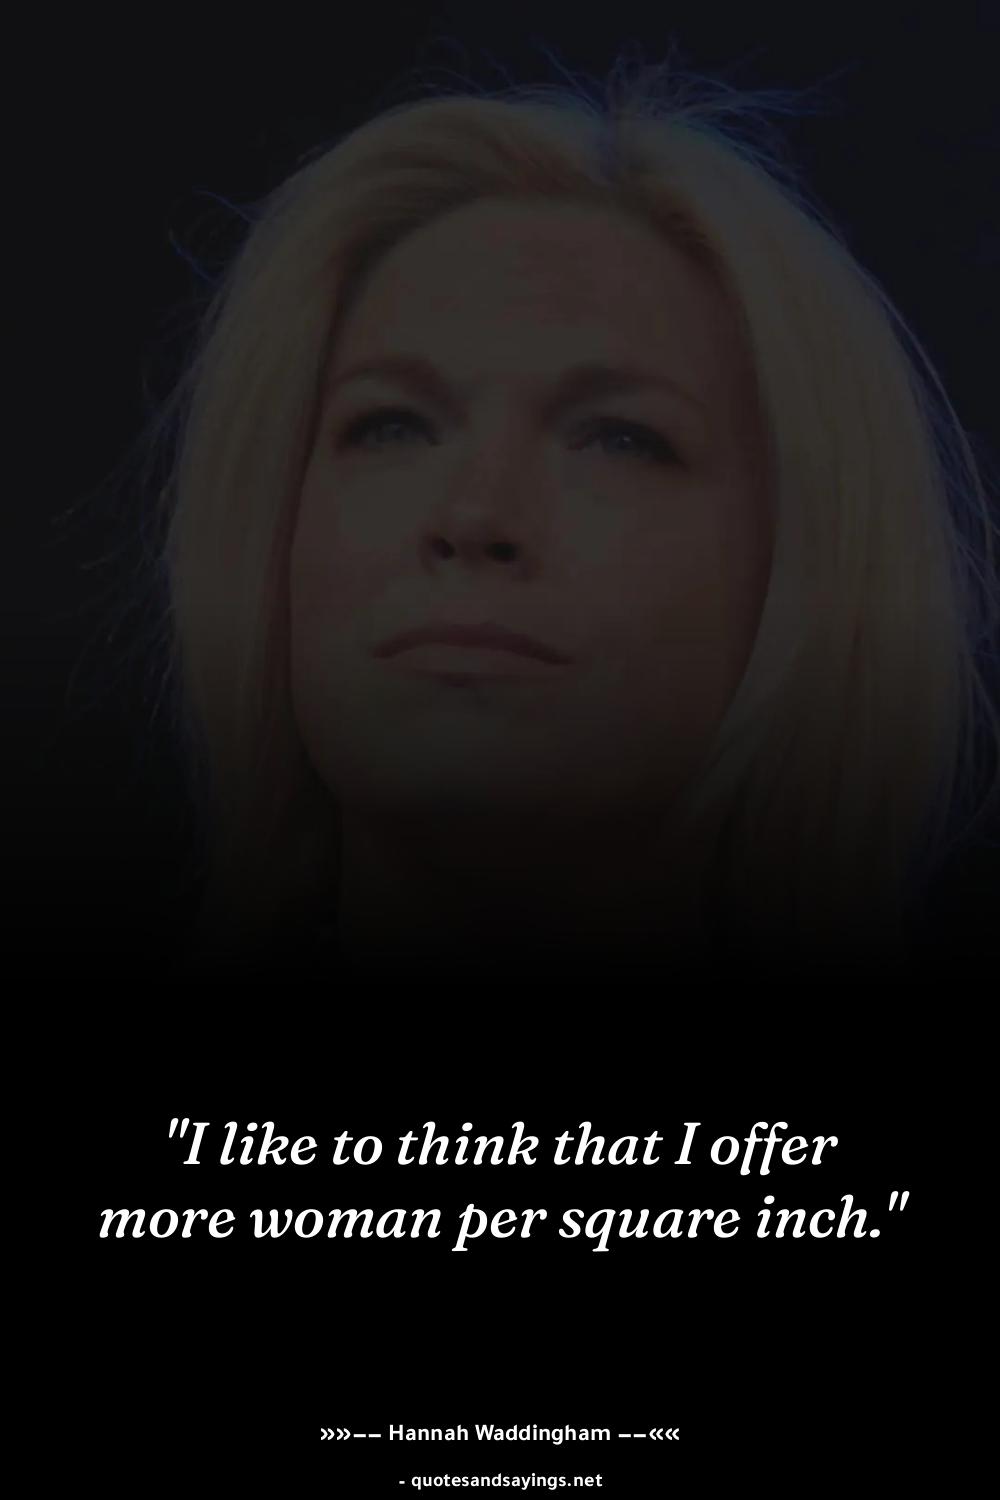 "I like to think that I offer
more woman per square inch."
»»–– Hannah Waddingham ––««
- quotesandsayings.net